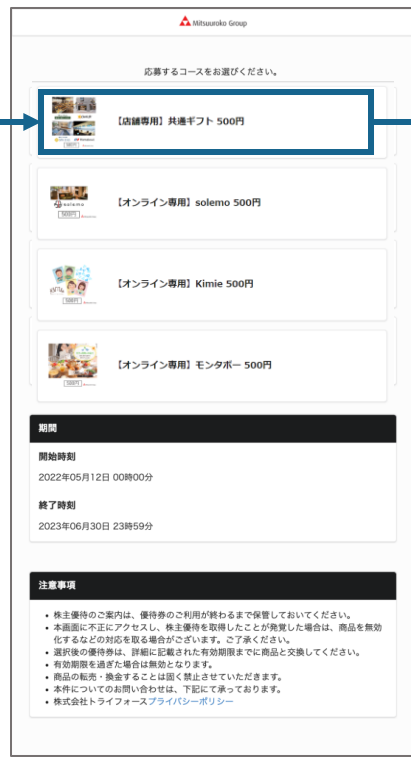 Mitsuuroko Group
応募するコースをお選びください。
【店舗専用】共通ギフト 500円
【オンライン専用】solemo 500円
solemo
500円
【オンライン専用】Kimie 500円
500円
【オンライン専用】モンタボー 500円
500円
期間
開始時刻
2022年05月12日 00時00分
終了時刻
2023年06月30日 23時59分
注意事項
• 株主優待のご案内は、優待券のご利用が終わるまで保管しておいてください。
• 本画面に不正にアクセスし、株主優待を取得したことが発覚した場合は、商品を無効
化するなどの対応を取る場合がございます。ご了承ください。
• 選択後の優待券は、詳細に記載された有効期限までに商品と交換してください。
• 有効期限を過ぎた場合は無効となります。
• 商品の転売・換金することは固く禁止させていただきます。
• 本件についてのお問い合わせは、下記にて承っております。
• 株式会社トライフォースプライバシーポリシー